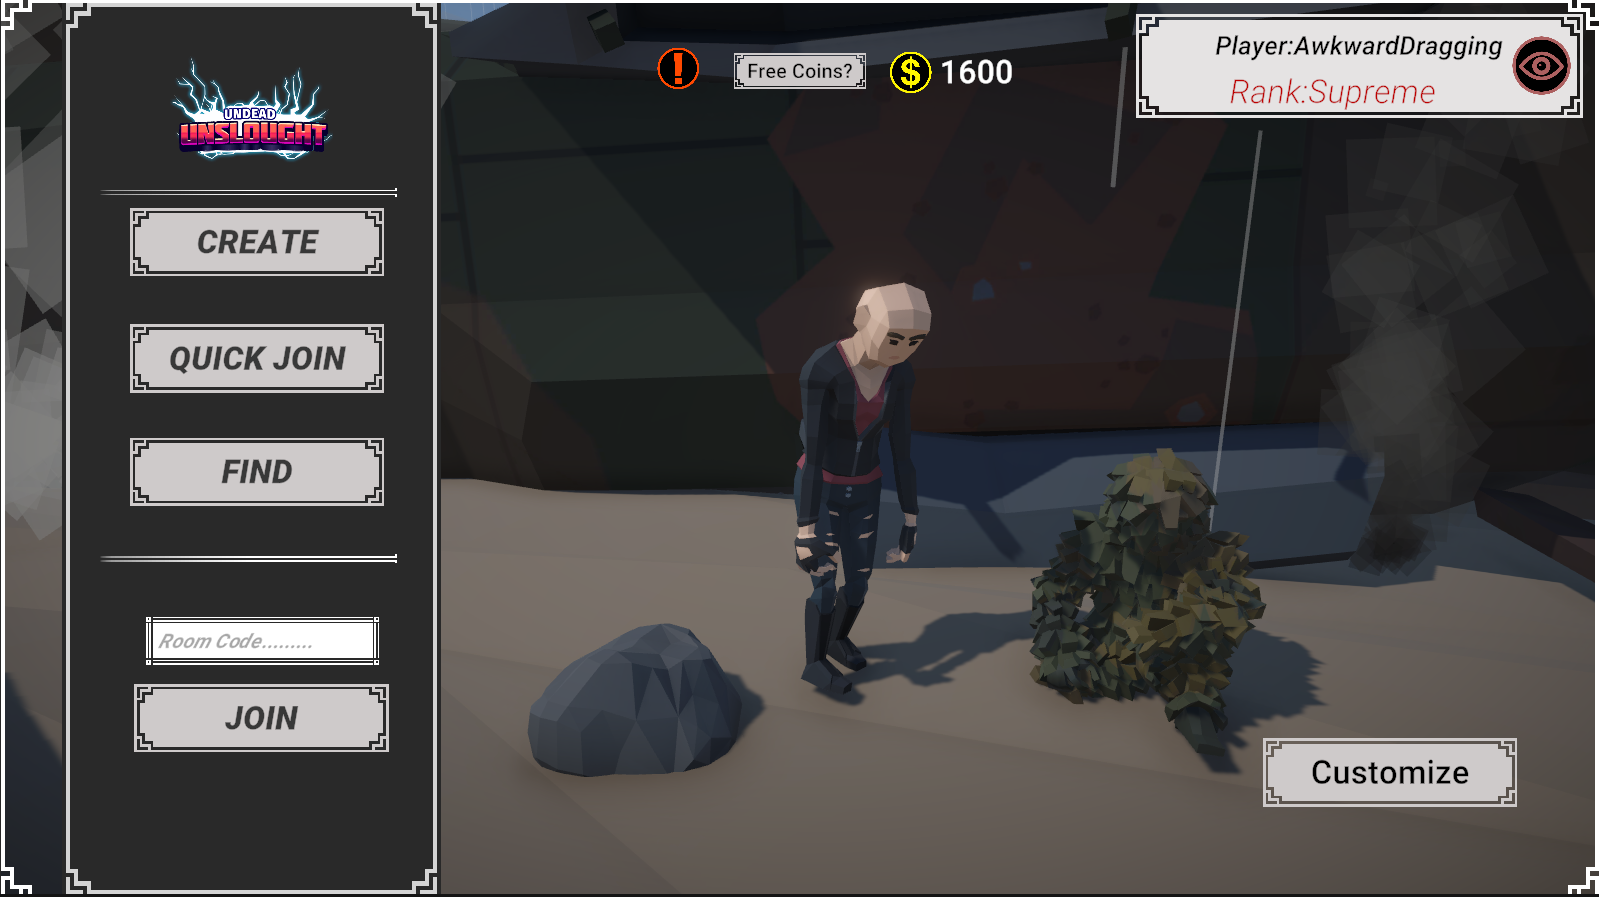 UNDEAD
UNSLOUGHT
CREATE
QUICK JOIN
FIND
Room Code.........
JOIN
!
Free Coins?
$ 1600
Player:AwkwardDragging
Rank:Supreme
Customize